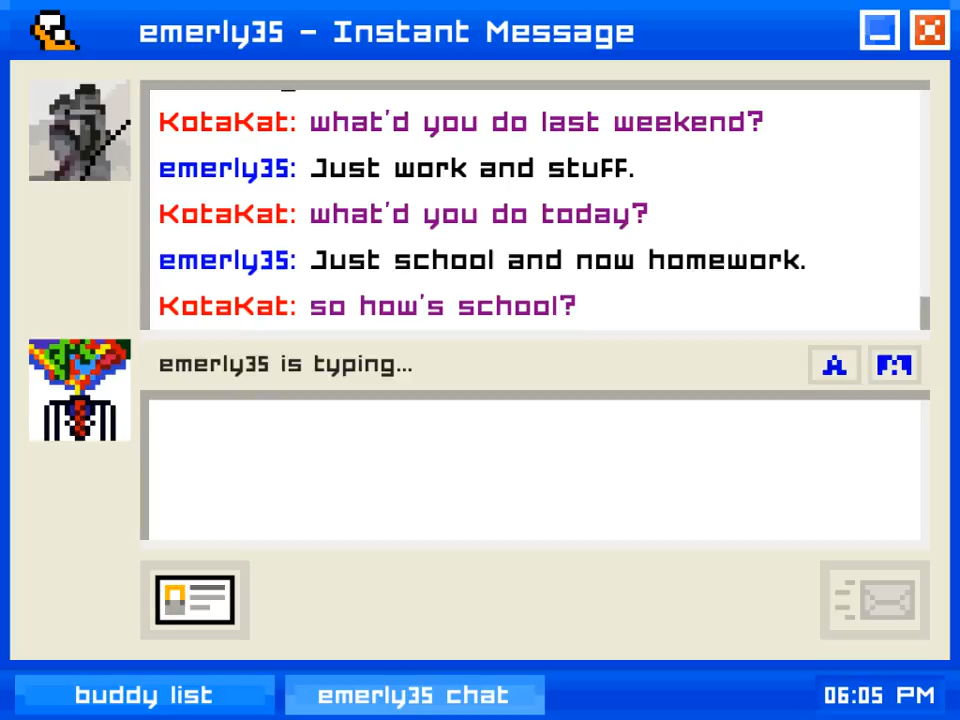 emerly35 – Instant Message
KotaKat: what'd you do last weekend?
emerly35: Just work and stuff.
KotaKat: what'd you do today?
emerly35: Just school and now homework.
KotaKat: so how's school?
emerly35 is typing...
A
buddy list
emerly35 chat
06:05 PM